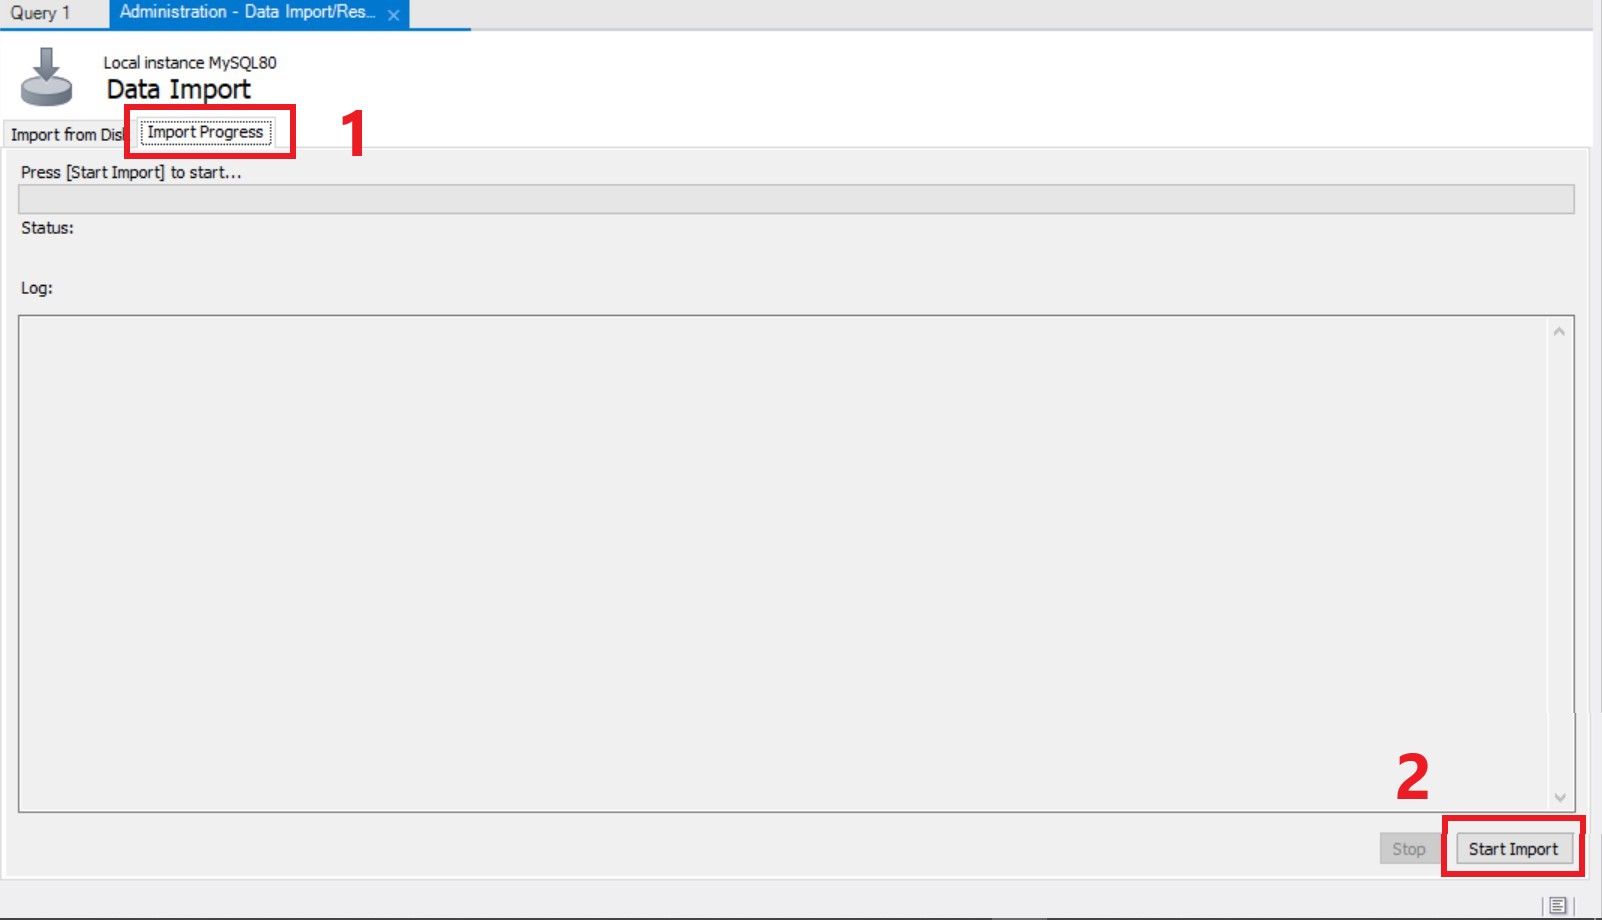 Query 1
Administration - Data Import/Res...
Local instance MySQL80
Data Import
Import from Disk
Import Progress
1
Press [Start Import] to start...
Status:
Log:
2
Stop
Start Import